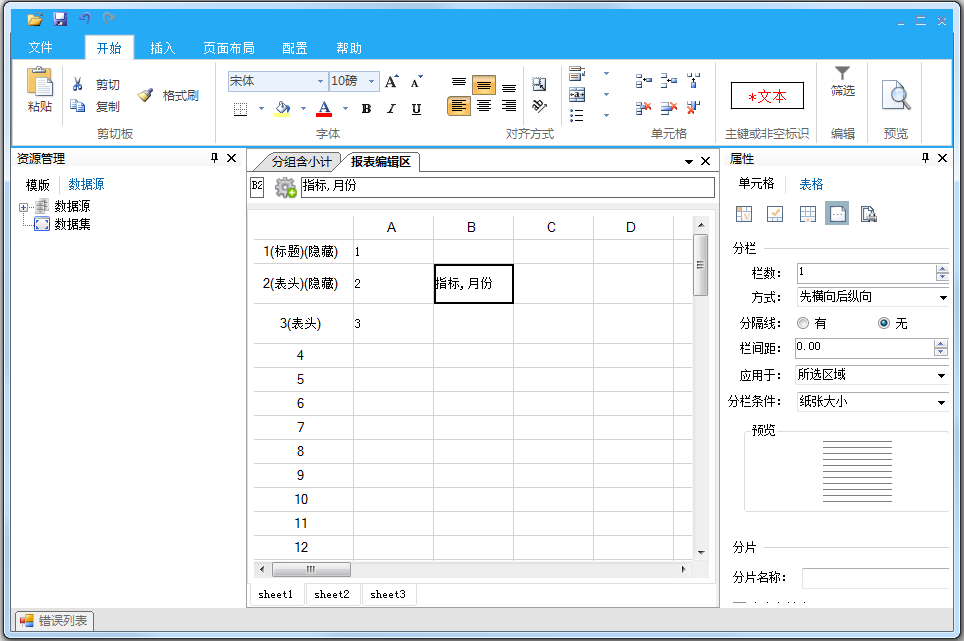 文件 开始 插入 页面布局 配置 帮助
粘贴 剪切 复制 格式刷
宋体 10磅
B I U
*文本
筛选
剪切板 字体 对齐方式 单元格 主键或非空标识 编辑 预览
资源管理
模版 数据源
数据源
数据集
分组含小计 报表编辑区
B2 指标,月份
A B C D
1(标题)(隐藏) 1
2(表头)(隐藏) 2 指标,月份
3(表头) 3
4
5
6
7
8
9
10
11
12
sheet1 sheet2 sheet3
属性
单元格 表格
分栏
栏数: 1
方式: 先横向后纵向
分隔线: 有 无
栏间距: 0.00
应用于: 所选区域
分栏条件: 纸张大小
预览
分片
分片名称:
错误列表